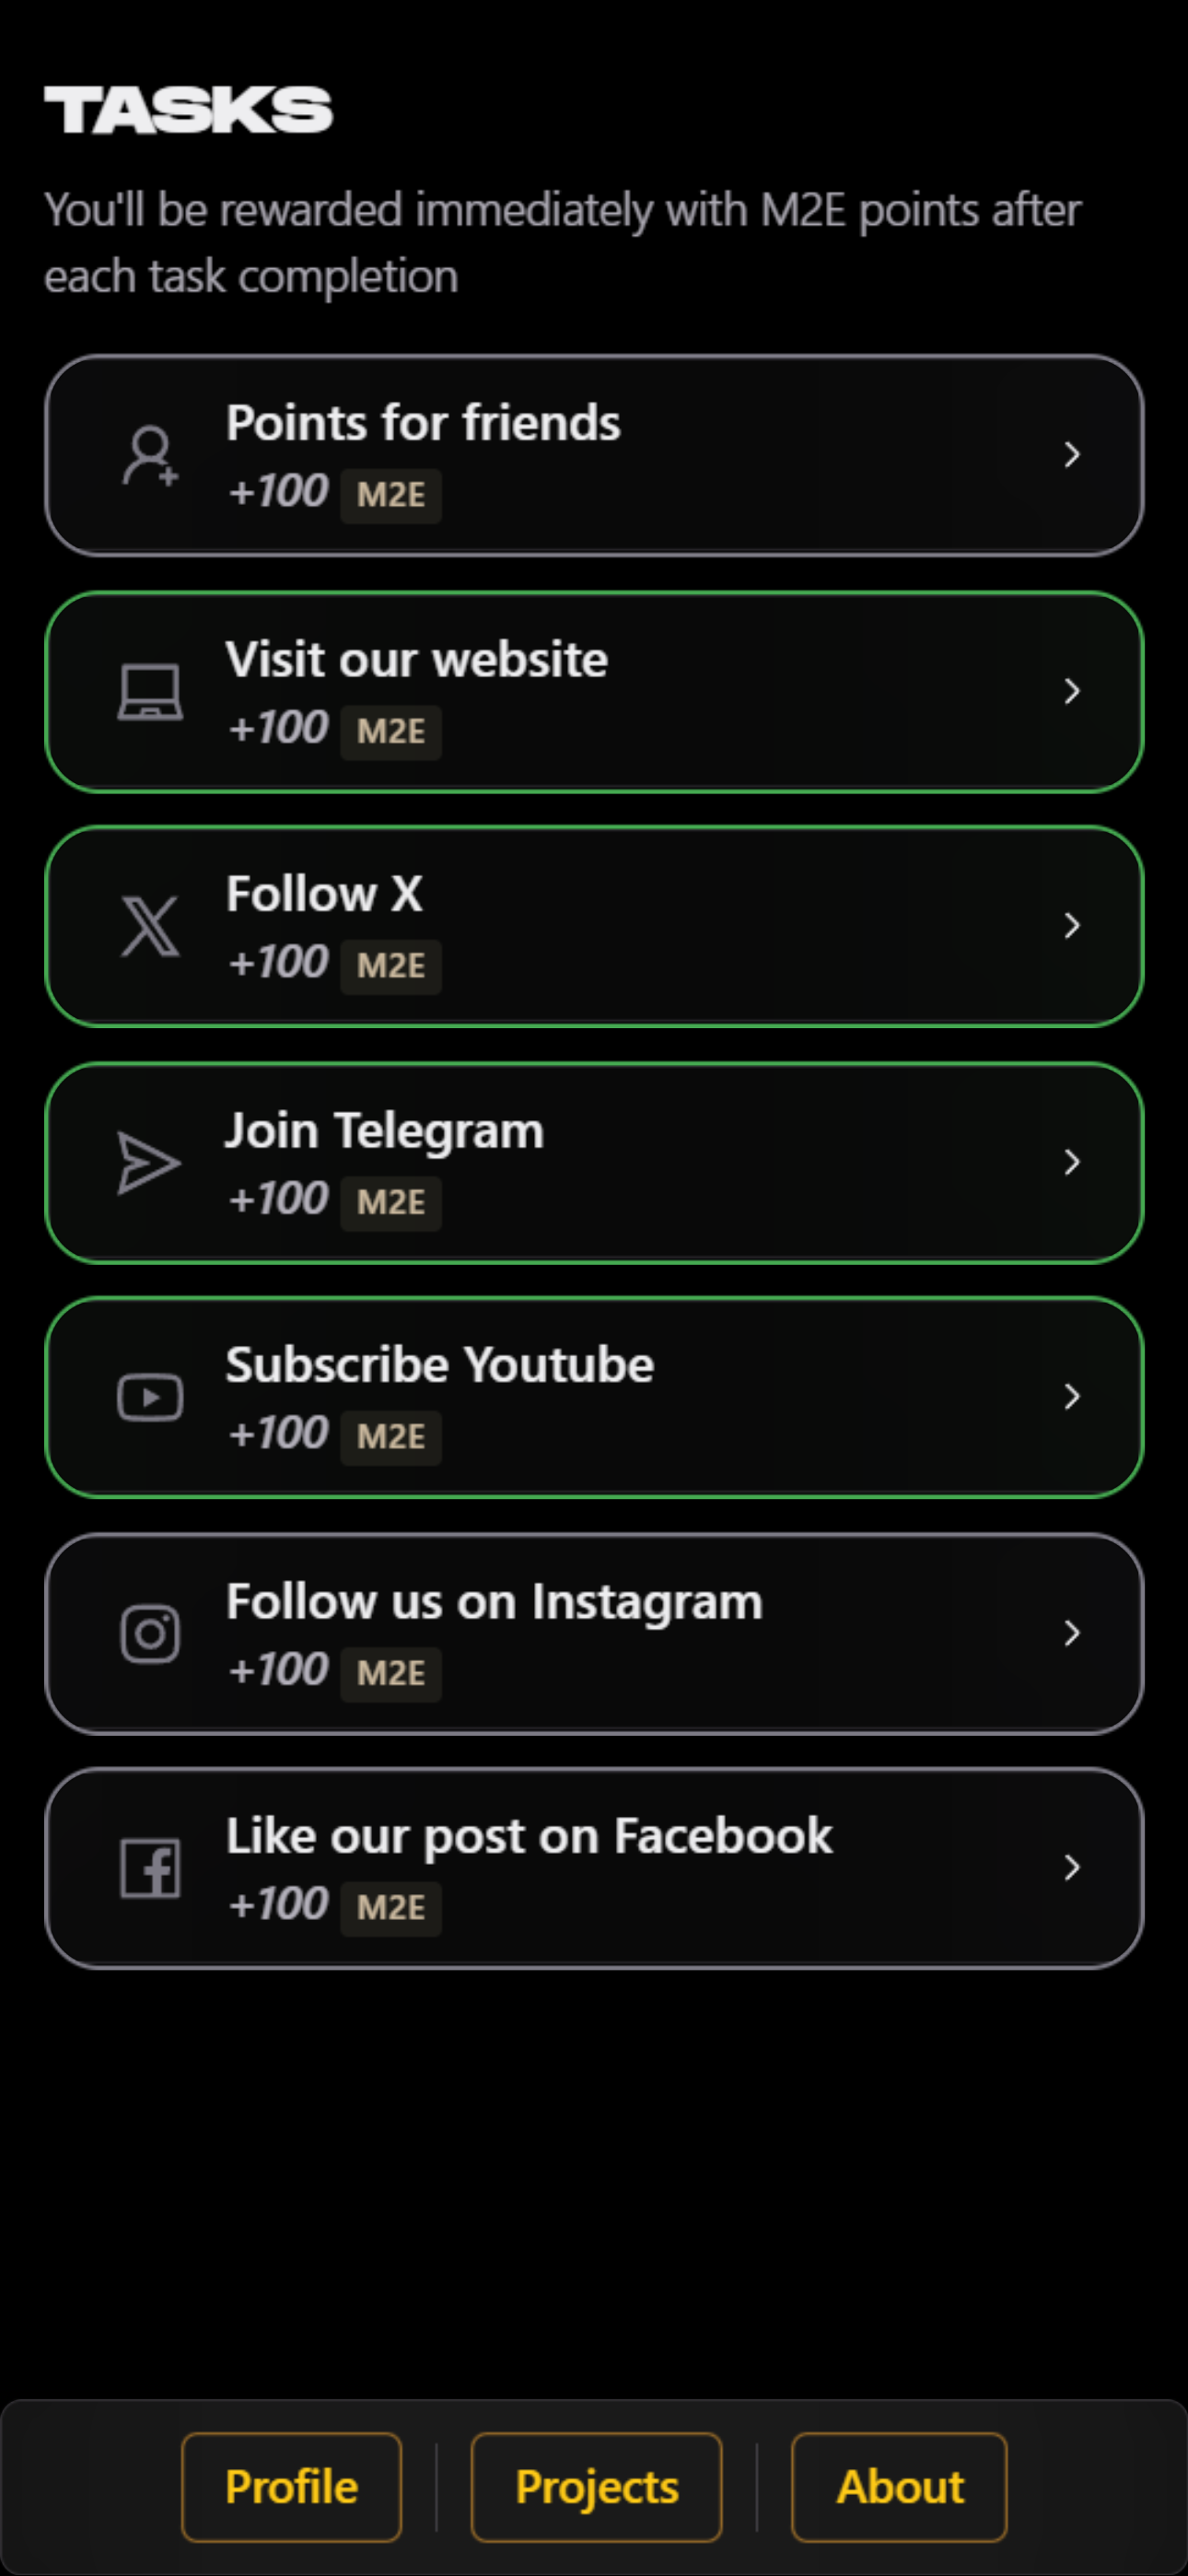 TASKS
You'll be rewarded immediately with M2E points after
each task completion
Points for friends
+100 M2E
Visit our website
+100 M2E
Follow X
+100 M2E
Join Telegram
+100 M2E
Subscribe Youtube
+100 M2E
Follow us on Instagram
+100 M2E
Like our post on Facebook
+100 M2E
Profile Projects About